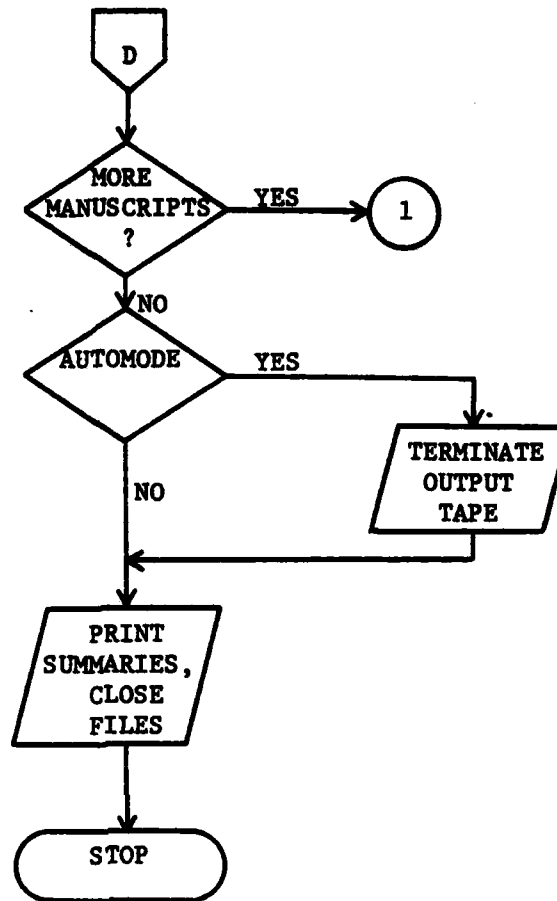 D
MORE
MANUSCRIPTS
?
YES
1
NO
AUTOMODE
YES
TERMINATE
OUTPUT
TAPE
NO
PRINT
SUMMARIES,
CLOSE
FILES
STOP